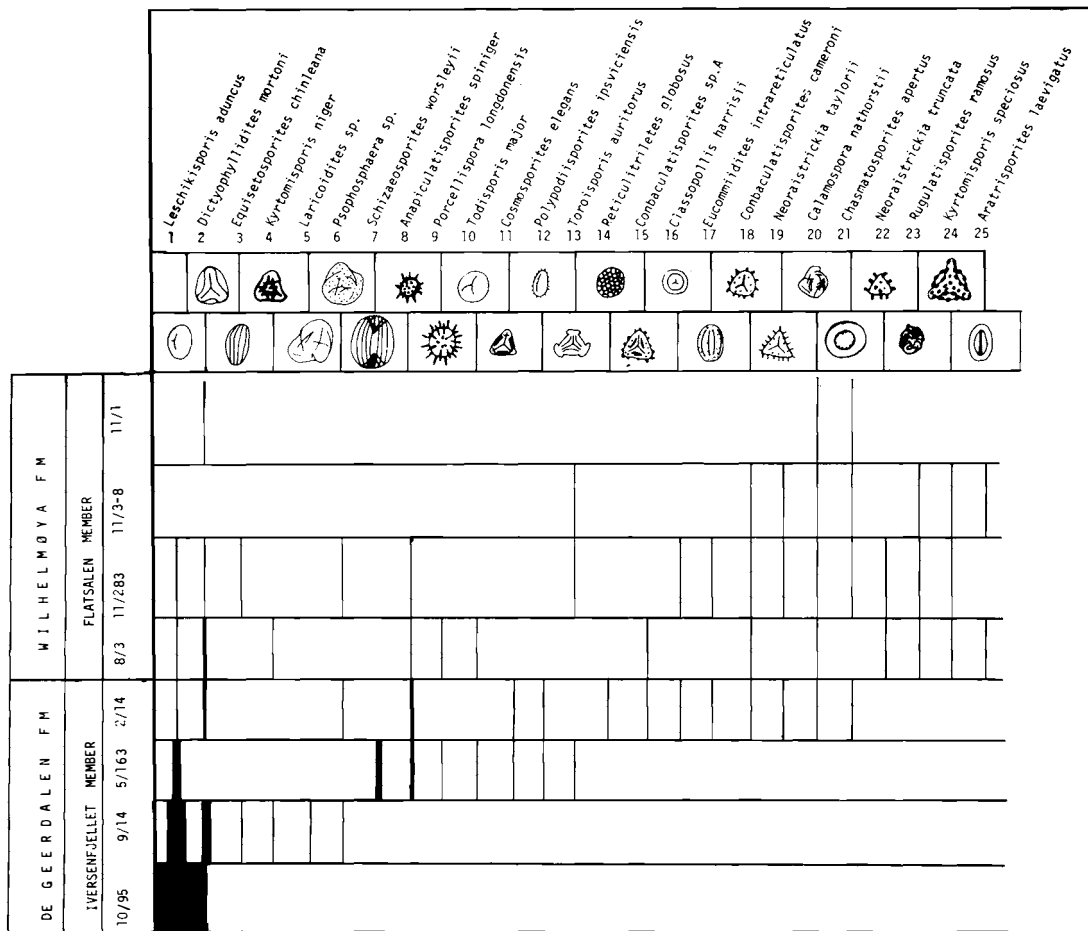 Leschikisporis aduncus
Dictyophyllidites mortoni
Equisetosporites chinleana
Kyrtomisporis niger
Laricoidites sp.
Psophosphaera sp.
Schizaeosporites worsleyii
Anapiculatisporites spiniger
Porcellispora longdonensis
Todisporis major
Cosmosporites elegans
Polypodiisporites ipsviciensis
Toroisporis auritorus
Reticulitriletes globosus
Conbaculatisporites sp.A
Classopollis harrisii
Eucommiidites intrareticulatus
Conbaculatisporites cameroni
Neoraistrickia taylorii
Calamospora nathorstii
Chasmatosporites apertus
Neoraistrickia truncata
Rugulatisporites ramosus
Kyrtomisporis speciosus
Aratrisporites laevigatus
1 2 3 4 5 6 7 8 9 10 11 12 13 14 15 16 17 18 19 20 21 22 23 24 25
WILHELMØYA FM
FLATSALEN MEMBER
11/1
11/3-8
11/283
8/3
DE GEERDALEN FM
IVERSENFJELLET MEMBER
2/14
5/163
9/14
10/95